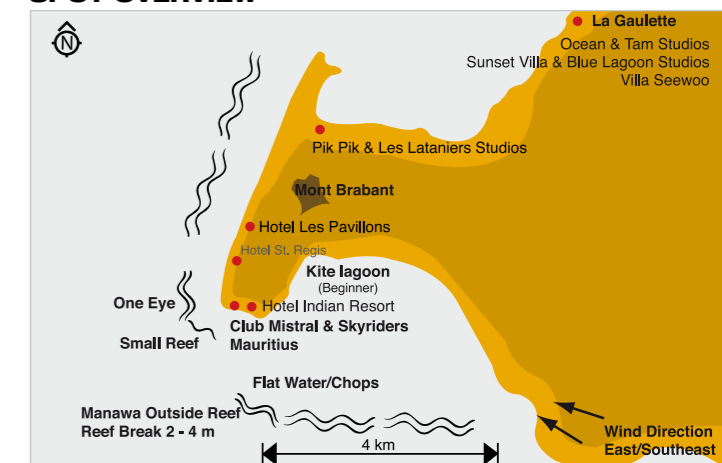 SPOT OVERVIEW
N
La Gaulette
Ocean & Tam Studios
Sunset Villa & Blue Lagoon Studios
Villa Seewoo
Pik Pik & Les Lataniers Studios
Mont Brabant
Hotel Les Pavillons
Hotel St. Regis
Kite lagoon
(Beginner)
One Eye
Hotel Indian Resort
Small Reef
Club Mistral & Skyriders
Mauritius
Flat Water/Chops
Manawa Outside Reef
Reef Break 2 - 4 m
Wind Direction
East/Southeast
4 km